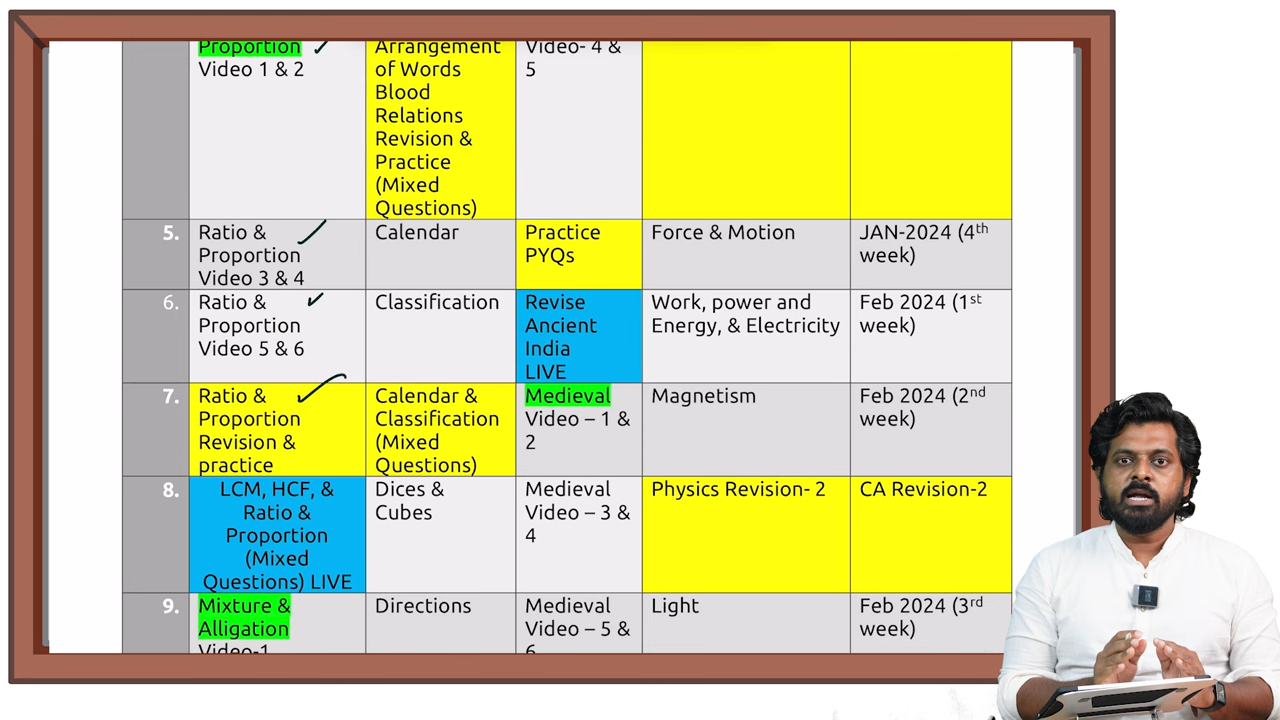 Proportion
Video 1 & 2
Arrangement
of Words
Blood
Relations
Revision &
Practice
(Mixed
Questions)
Video- 4 &
5
5.
Ratio &
Proportion
Video 3 & 4
Calendar
Practice
PYQs
Force & Motion
JAN-2024 (4th
week)
6.
Ratio &
Proportion
Video 5 & 6
Classification
Revise
Ancient
India
LIVE
Work, power and
Energy, & Electricity
Feb 2024 (1st
week)
7.
Ratio &
Proportion
Revision &
practice
Calendar &
Classification
(Mixed
Questions)
Medieval
Video – 1 &
2
Magnetism
Feb 2024 (2nd
week)
8.
LCM, HCF, &
Ratio &
Proportion
(Mixed
Questions) LIVE
Dices &
Cubes
Medieval
Video – 3 &
4
Physics Revision- 2
CA Revision-2
9.
Mixture &
Alligation
Video-1
Directions
Medieval
Video – 5 &
6
Light
Feb 2024 (3rd
week)